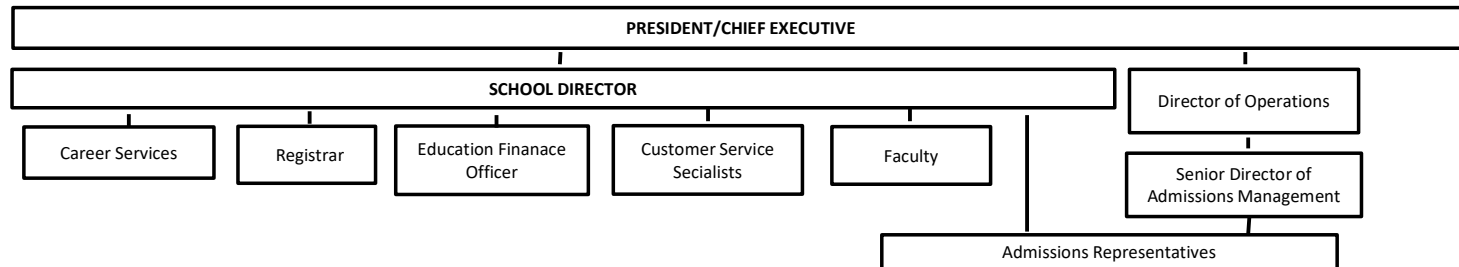 PRESIDENT/CHIEF EXECUTIVE
SCHOOL DIRECTOR
Director of Operations
Career Services
Registrar
Education Finanace
Officer
Customer Service
Secialists
Faculty
Senior Director of
Admissions Management
Admissions Representatives